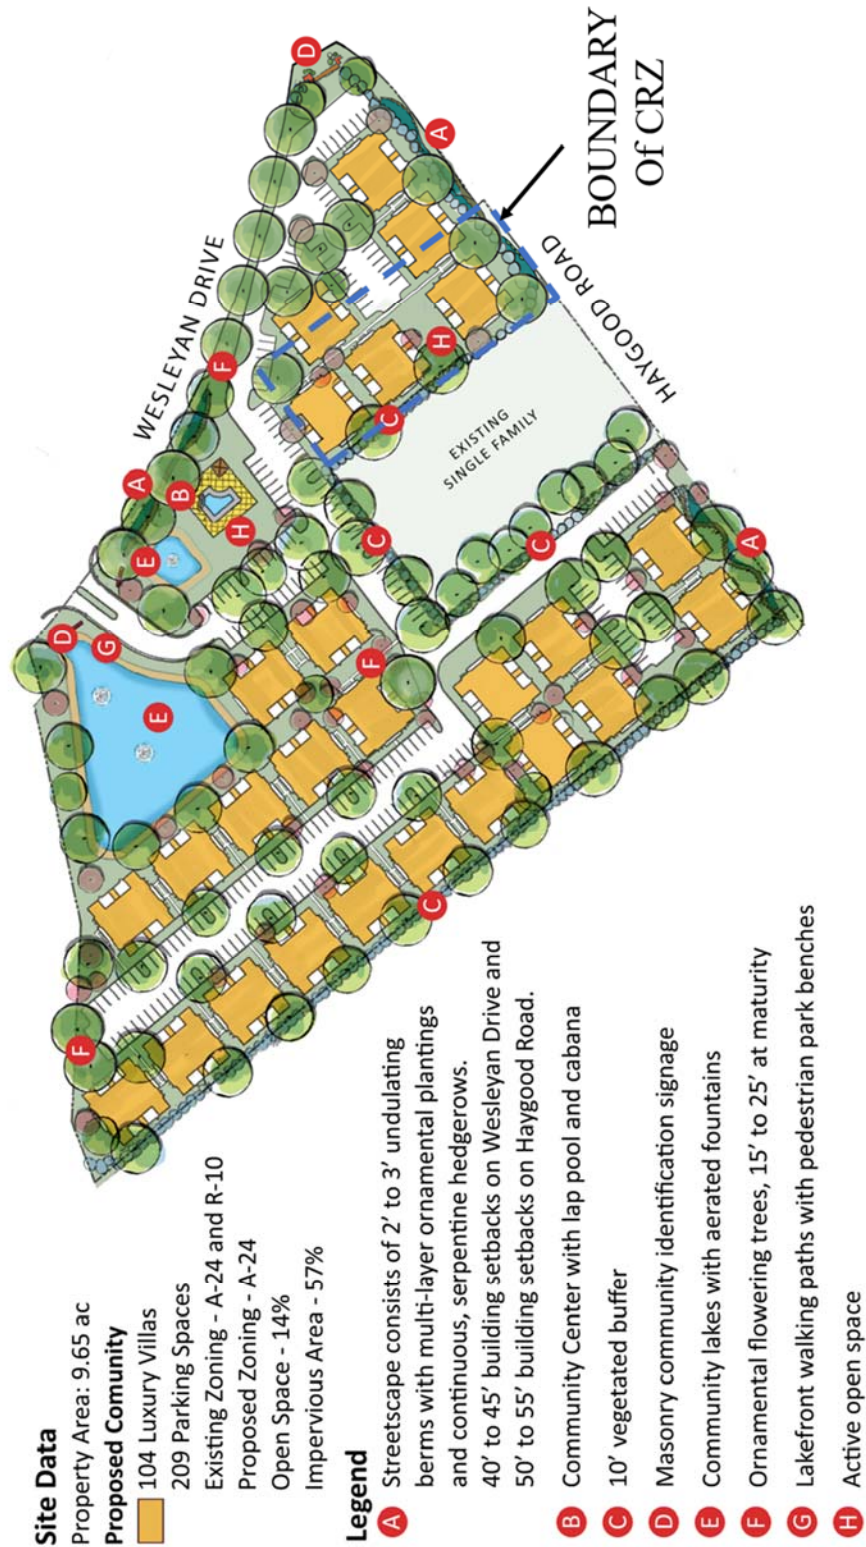 Site Data
Property Area: 9.65 ac
Proposed Comunity
104 Luxury Villas
209 Parking Spaces
Existing Zoning - A-24 and R-10
Proposed Zoning - A-24
Open Space - 14%
Impervious Area - 57%
Legend
A Streetscape consists of 2' to 3' undulating
berms with multi-layer ornamental plantings
and continuous, serpentine hedgerows.
40' to 45' building setbacks on Wesleyan Drive and
50' to 55' building setbacks on Haygood Road.
B Community Center with lap pool and cabana
C 10' vegetated buffer
D Masonry community identification signage
E Community lakes with aerated fountains
F Ornamental flowering trees, 15' to 25' at maturity
G Lakefront walking paths with pedestrian park benches
H Active open space
WESLEYAN DRIVE
HAYGOOD ROAD
EXISTING
SINGLE FAMILY
BOUNDARY
Of CRZ
F
D
G
E
E
A
B
H
F
D
A
H
C
C
C
F
C
A